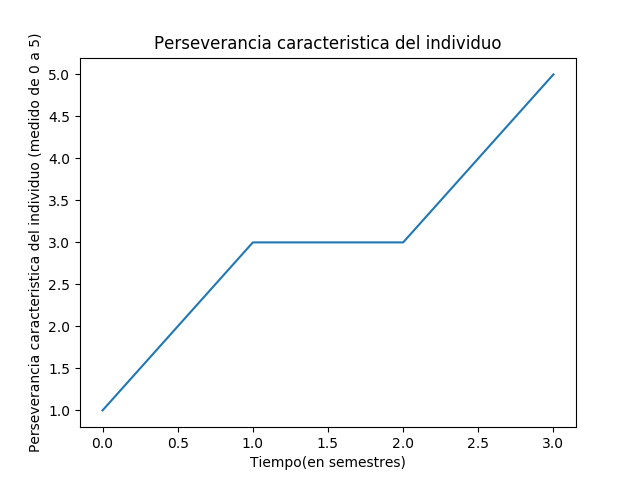 Perseverancia caracteristica del individuo
Perseverancia caracteristica del individuo (medido de 0 a 5)
5.0
4.5
4.0
3.5
3.0
2.5
2.0
1.5
1.0
0.0 0.5 1.0 1.5 2.0 2.5 3.0
Tiempo(en semestres)